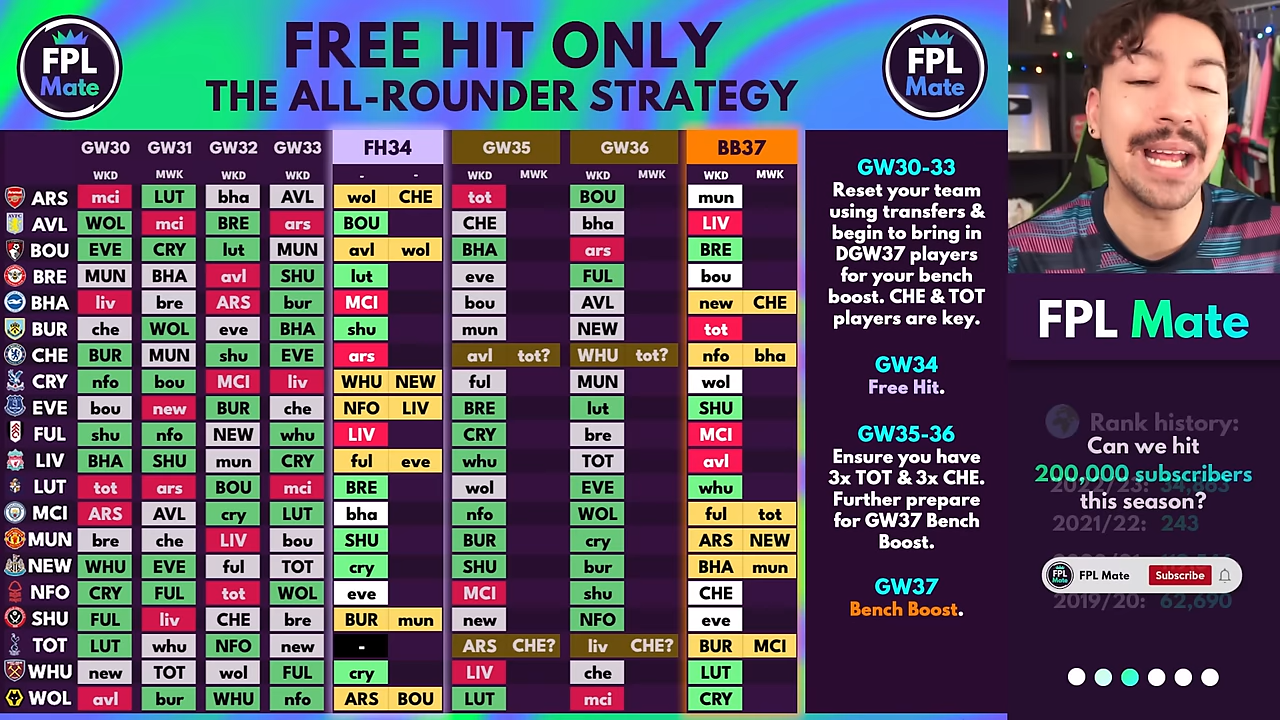 FPL
Mate
FREE HIT ONLY
THE ALL-ROUNDER STRATEGY
FPL
Mate
GW30 GW31 GW32 GW33 FH34 GW35 GW36 BB37
WKD MWK WKD WKD - - WKD MWK WKD MWK WKD MWK
ARS mci LUT bha AVL wol CHE tot BOU mun
AVL WOL mci BRE ars BOU CHE bha LIV
BOU EVE CRY lut MUN avl wol BHA ars BRE
BRE MUN BHA avl SHU lut eve FUL bou
BHA liv bre ARS bur MCI bou AVL new CHE
BUR che WOL eve BHA shu mun NEW tot
CHE BUR MUN shu EVE ars avl tot? WHU tot? nfo bha
CRY nfo bou MCI liv WHU NEW ful MUN wol
EVE bou new BUR che NFO LIV BRE lut SHU
FUL shu nfo NEW whu LIV CRY bre MCI
LIV BHA SHU mun CRY ful eve whu TOT avl
LUT tot ars BOU mci BRE wol EVE whu
MCI ARS AVL cry LUT bha nfo WOL ful tot
MUN bre che LIV bou SHU BUR cry ARS NEW
NEW WHU EVE ful TOT cry SHU bur BHA mun
NFO CRY FUL tot WOL eve MCI shu CHE
SHU FUL liv CHE bre BUR mun new NFO eve
TOT LUT whu NFO new - ARS CHE? liv CHE? BUR MCI
WHU new TOT wol FUL cry LIV che LUT
WOL avl bur WHU nfo ARS BOU LUT mci CRY
GW30-33
Reset your team
using transfers &
begin to bring in
DGW37 players
for your bench
boost. CHE & TOT
players are key.
GW34
Free Hit.
GW35-36
Ensure you have
3x TOT & 3x CHE.
Further prepare
for GW37 Bench
Boost.
GW37
Bench Boost.
FPL Mate
Rank history:
Can we hit
200,000 subscribers
this season?
2021/22: 243
FPL Mate Subscribe
2019/20: 62,690